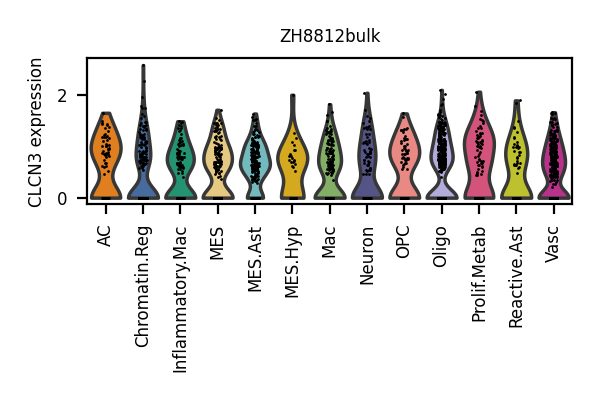 ZH8812bulk
CLCN3 expression
2
0
AC
Chromatin.Reg
Inflammatory.Mac
MES
MES.Ast
MES.Hyp
Mac
Neuron
OPC
Oligo
Prolif.Metab
Reactive.Ast
Vasc